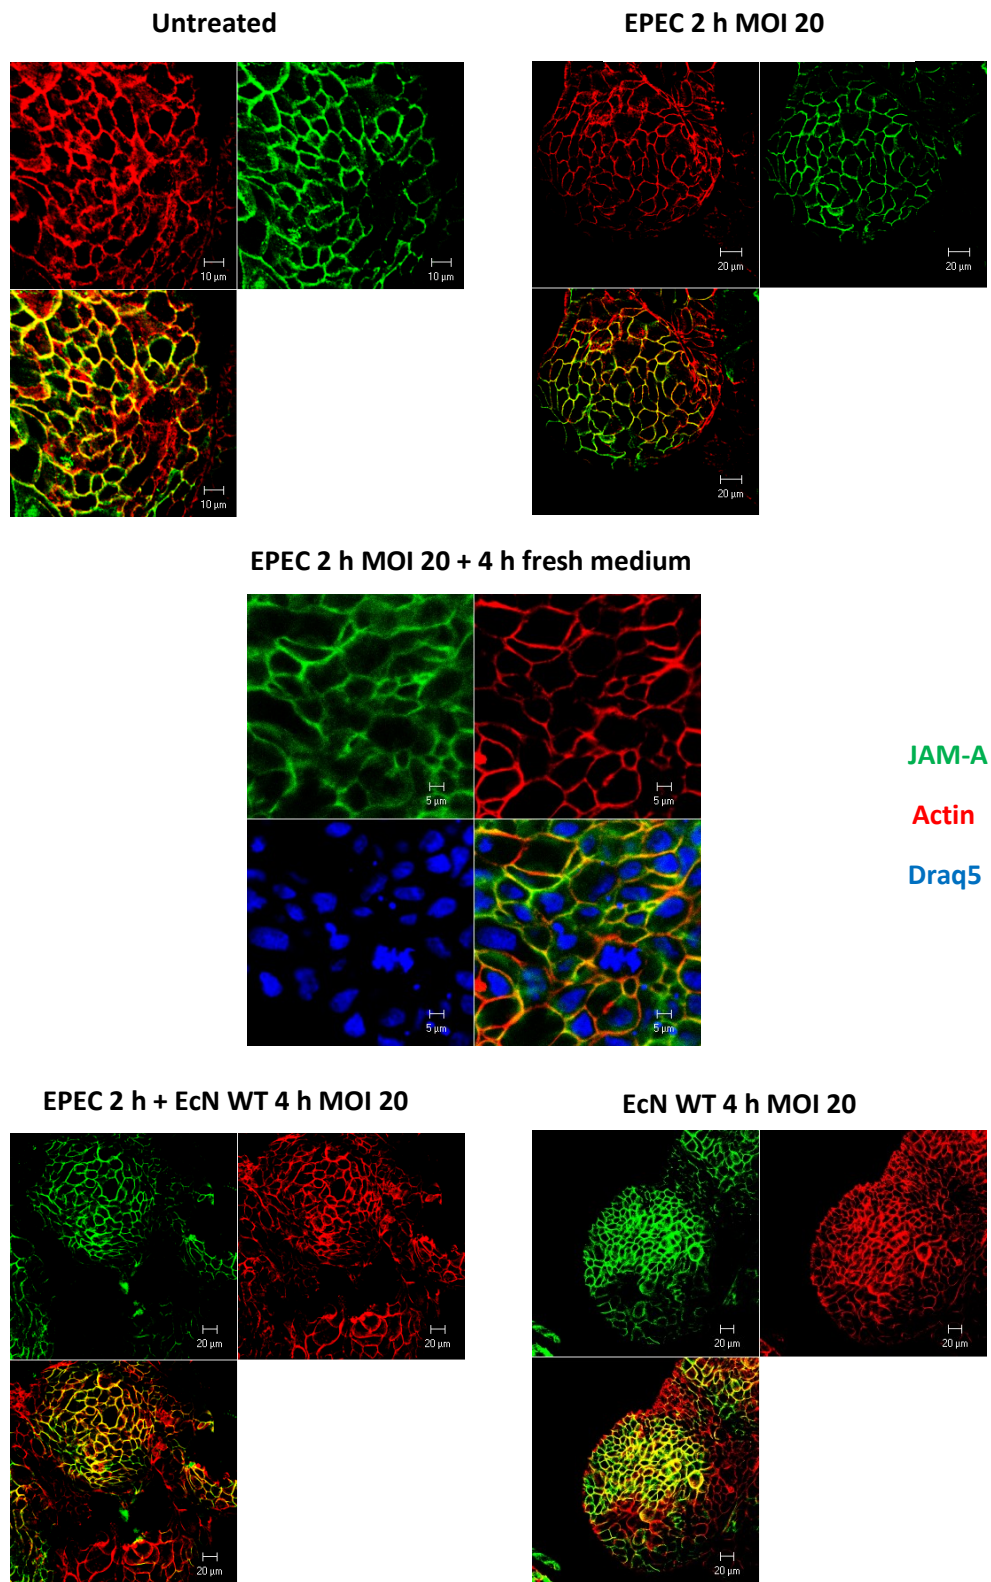 Untreated
EPEC 2 h MOI 20
10 µm
10 µm
20 µm
20 µm
10 µm
20 µm
EPEC 2 h MOI 20 + 4 h fresh medium
5 µm
5 µm
JAM-A
Actin
Draq5
5 µm
5 µm
EPEC 2 h + EcN WT 4 h MOI 20
EcN WT 4 h MOI 20
20 µm
20 µm
20 µm
20 µm
20 µm
20 µm